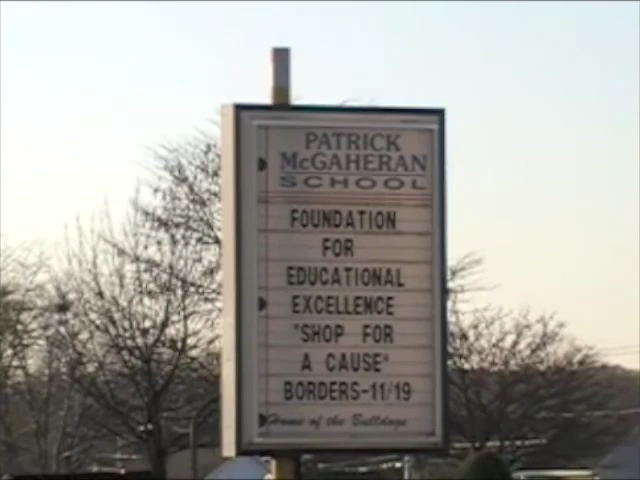 PATRICK
McGAHERAN
SCHOOL
FOUNDATION
FOR
EDUCATIONAL
EXCELLENCE
"SHOP FOR
A CAUSE"
BORDERS-11/19
Home of the Bulldogs